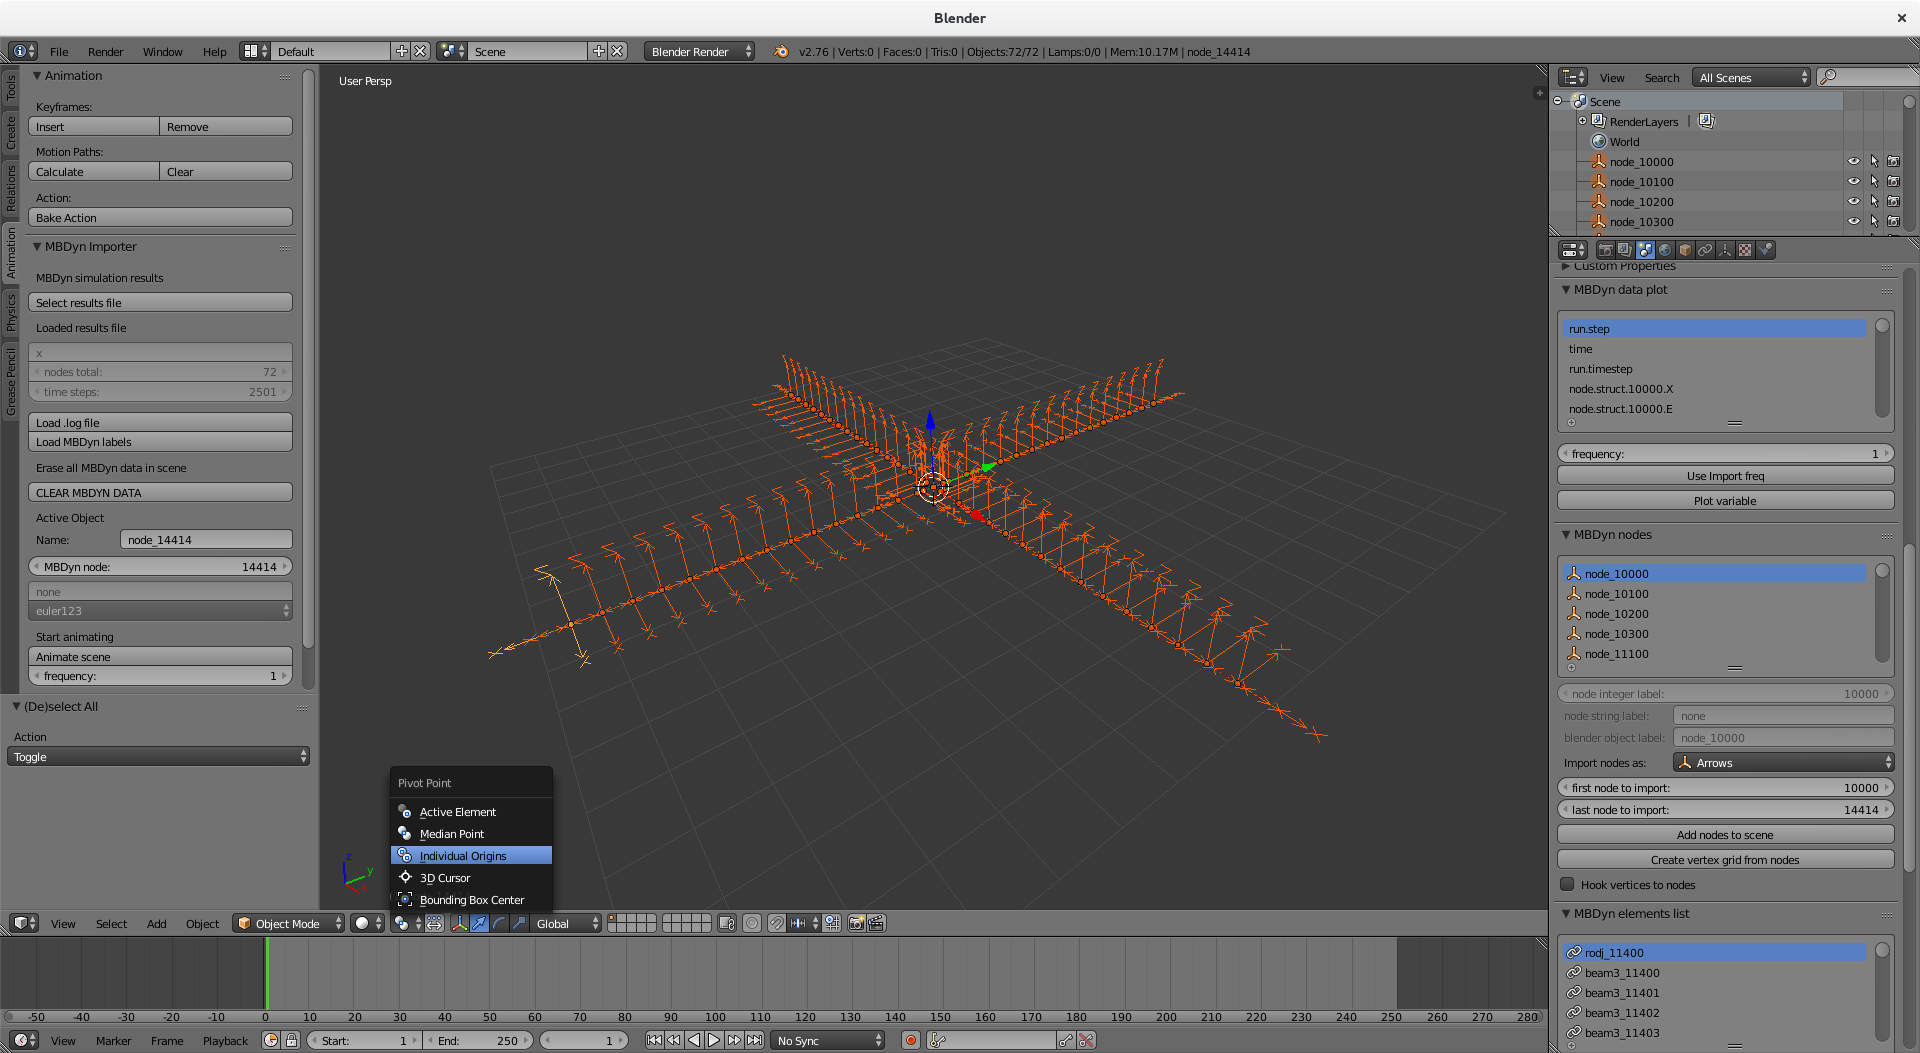 Blender
File Render Window Help Default Scene Blender Render v2.76 | Verts:0 | Faces:0 | Tris:0 | Objects:72/72 | Lamps:0/0 | Mem:10.17M | node_14414
Tools
Create
Relations
Animation
Physics
Grease Pencil
Animation
Keyframes:
Insert Remove
Motion Paths:
Calculate Clear
Action:
Bake Action
MBDyn Importer
MBDyn simulation results
Select results file
Loaded results file
x
nodes total: 72
time steps: 2501
Load .log file
Load MBDyn labels
Erase all MBDyn data in scene
CLEAR MBDYN DATA
Active Object
Name: node_14414
MBDyn node: 14414
none
euler123
Start animating
Animate scene
frequency: 1
(De)select All
Action
Toggle
User Persp
z
y
x
Pivot Point
Active Element
Median Point
Individual Origins
3D Cursor
Bounding Box Center
View Select Add Object Object Mode Global
-50 -40 -30 -20 -10 0 10 20 30 40 50 60 70 80 90 100 110 120 130 140 150 160 170 180 190 200 210 220 230 240 250 260 270 280
View Marker Frame Playback Start: 1 End: 250 1 No Sync
View Search All Scenes
Scene
RenderLayers |
World
node_10000
node_10100
node_10200
node_10300
Custom Properties
MBDyn data plot
run.step
time
run.timestep
node.struct.10000.X
node.struct.10000.E
frequency: 1
Use Import freq
Plot variable
MBDyn nodes
node_10000
node_10100
node_10200
node_10300
node_11100
node integer label: 10000
node string label: none
blender object label: node_10000
Import nodes as: Arrows
first node to import: 10000
last node to import: 14414
Add nodes to scene
Create vertex grid from nodes
Hook vertices to nodes
MBDyn elements list
rodj_11400
beam3_11400
beam3_11401
beam3_11402
beam3_11403